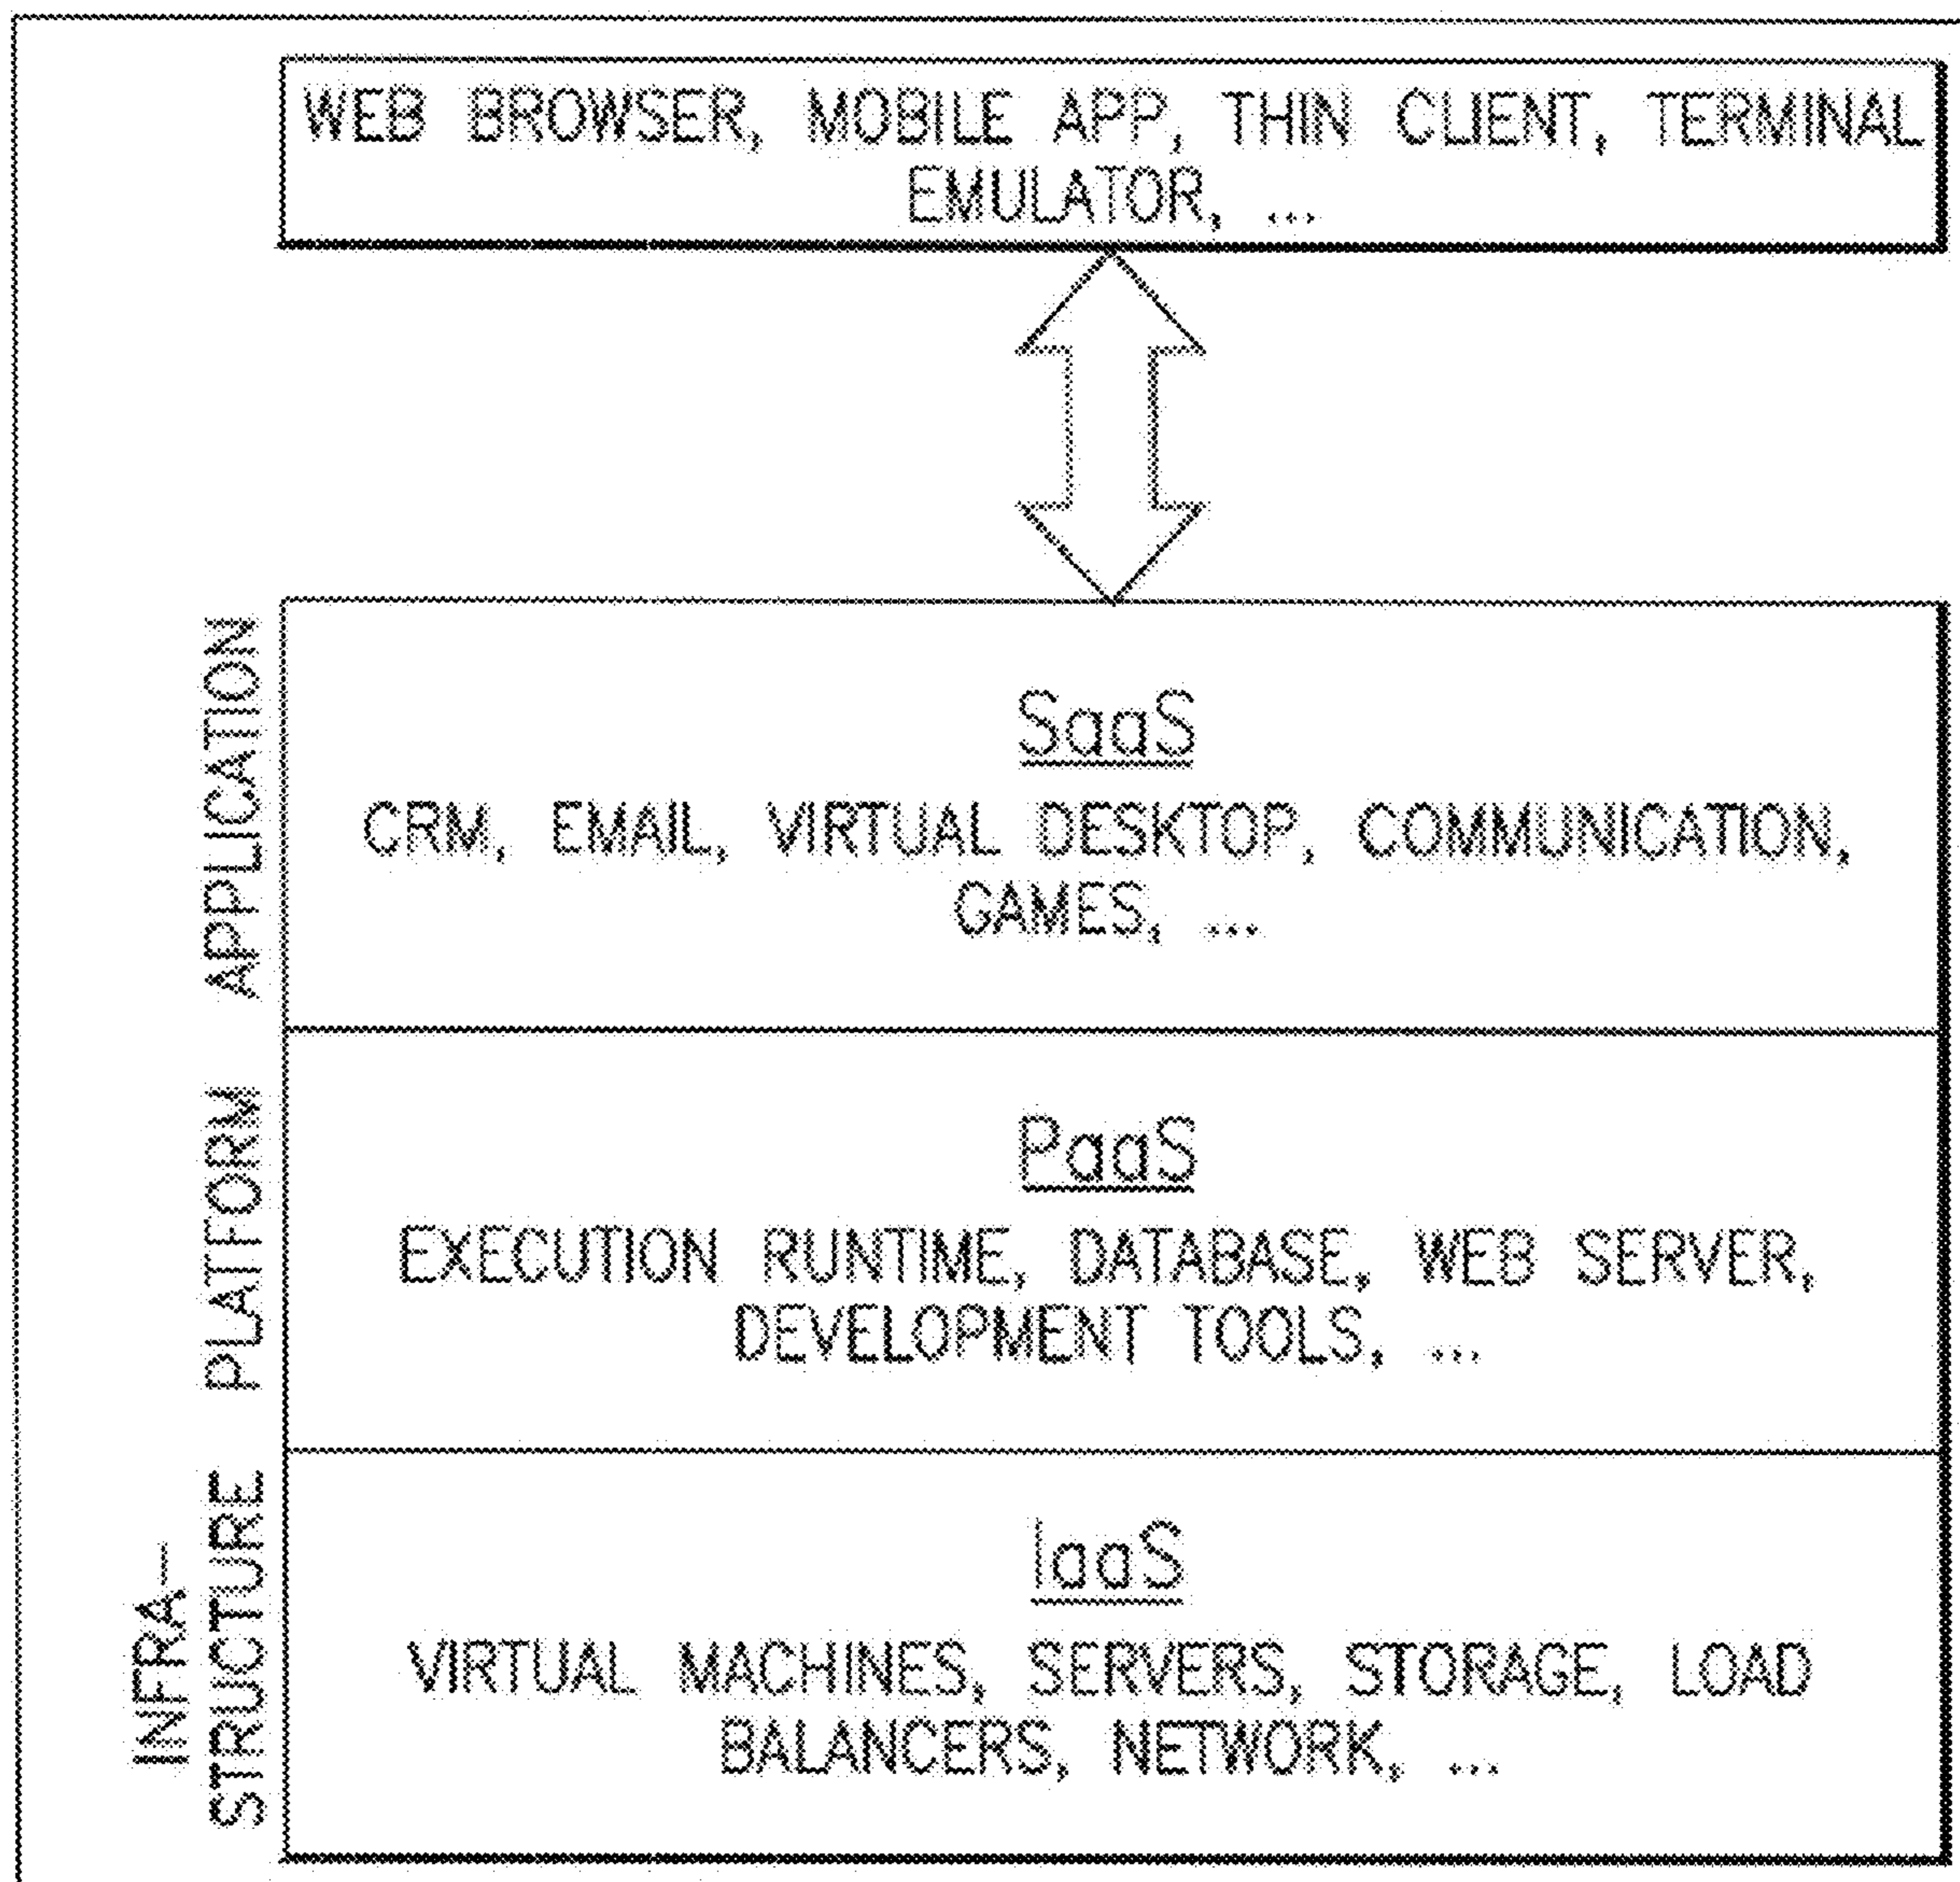 WEB BROWSER, MOBILE APP, THIN CLIENT, TERMINAL
EMULATOR, ...
APPLICATION
SaaS
CRM, EMAIL, VIRTUAL DESKTOP, COMMUNICATION,
GAMES, ...
PLATFORM
PaaS
EXECUTION RUNTIME, DATABASE, WEB SERVER,
DEVELOPMENT TOOLS, ...
INFRA-
STRUCTURE
IaaS
VIRTUAL MACHINES, SERVERS, STORAGE, LOAD
BALANCERS, NETWORK, ...